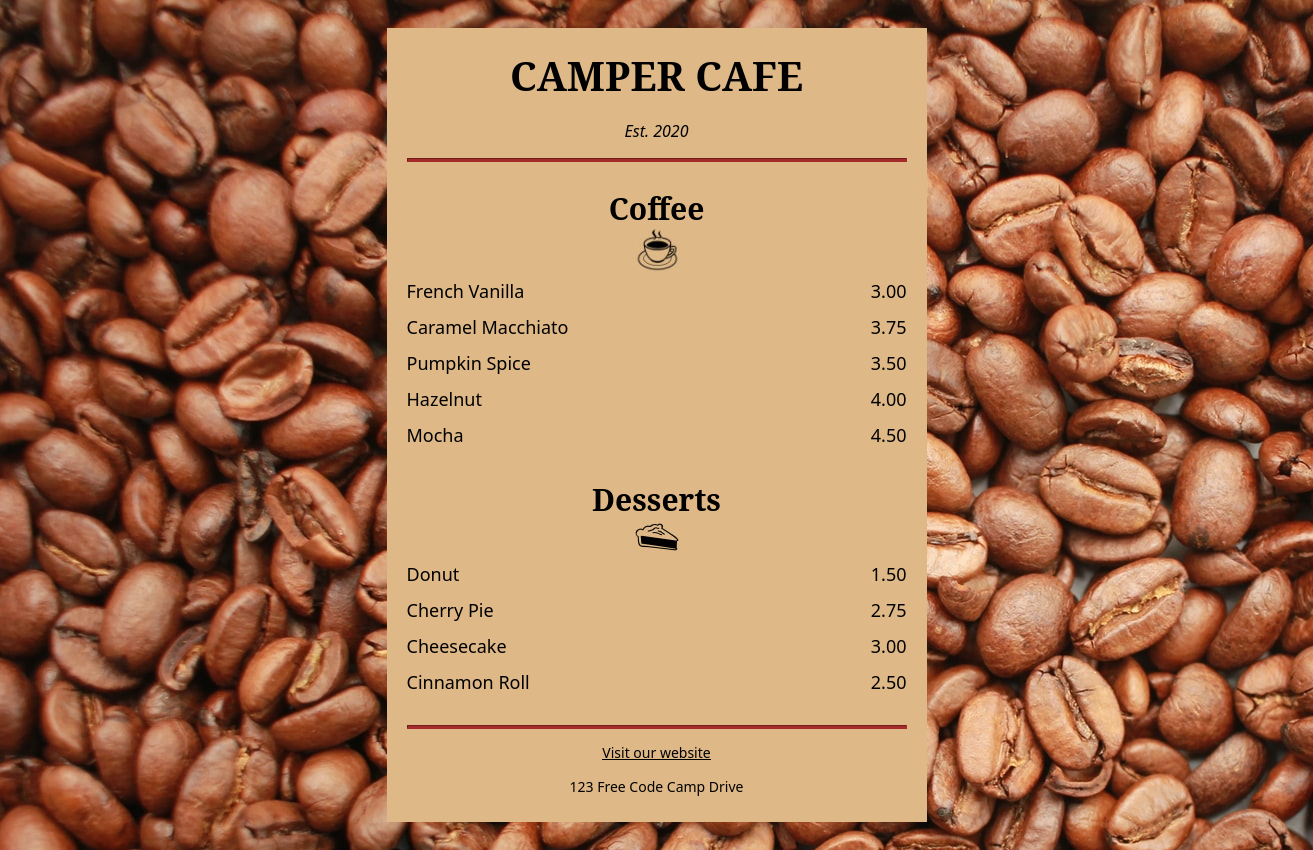 CAMPER CAFE
Est. 2020
Coffee
French Vanilla 3.00
Caramel Macchiato 3.75
Pumpkin Spice 3.50
Hazelnut 4.00
Mocha 4.50
Desserts
Donut 1.50
Cherry Pie 2.75
Cheesecake 3.00
Cinnamon Roll 2.50
Visit our website
123 Free Code Camp Drive